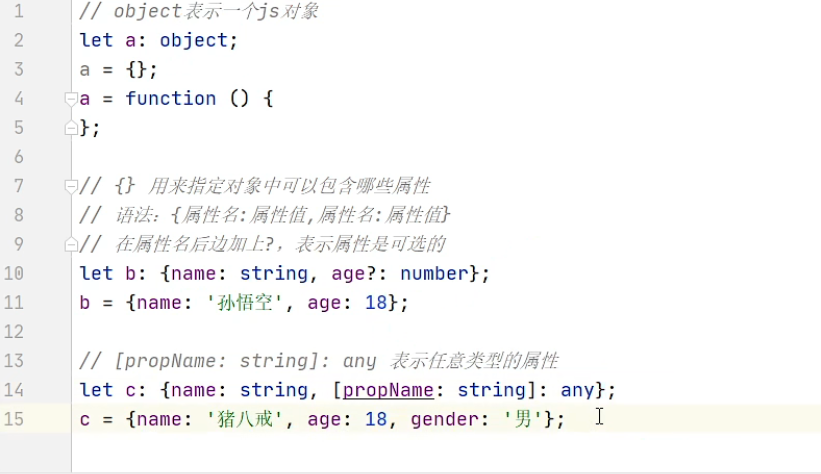 1 // object表示一个js对象
2 let a: object;
3 a = {};
4 a = function () {
5 };
6
7 // {} 用来指定对象中可以包含哪些属性
8 // 语法：{属性名:属性值,属性名:属性值}
9 // 在属性名后边加上?，表示属性是可选的
10 let b: {name: string, age?: number};
11 b = {name: '孙悟空', age: 18};
12
13 // [propName: string]: any 表示任意类型的属性
14 let c: {name: string, [propName: string]: any};
15 c = {name: '猪八戒', age: 18, gender: '男'};